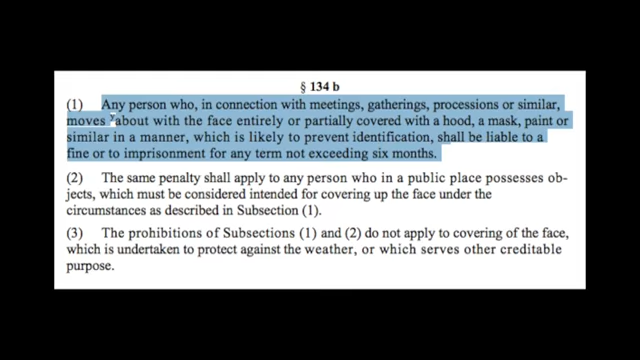 § 134 b
(1) Any person who, in connection with meetings, gatherings, processions or similar,
moves about with the face entirely or partially covered with a hood, a mask, paint or
similar in a manner, which is likely to prevent identification, shall be liable to a
fine or to imprisonment for any term not exceeding six months.
(2) The same penalty shall apply to any person who in a public place possesses ob-
jects, which must be considered intended for covering up the face under the
circumstances as described in Subsection (1).
(3) The prohibitions of Subsections (1) and (2) do not apply to covering of the face,
which is undertaken to protect against the weather, or which serves other creditable
purpose.